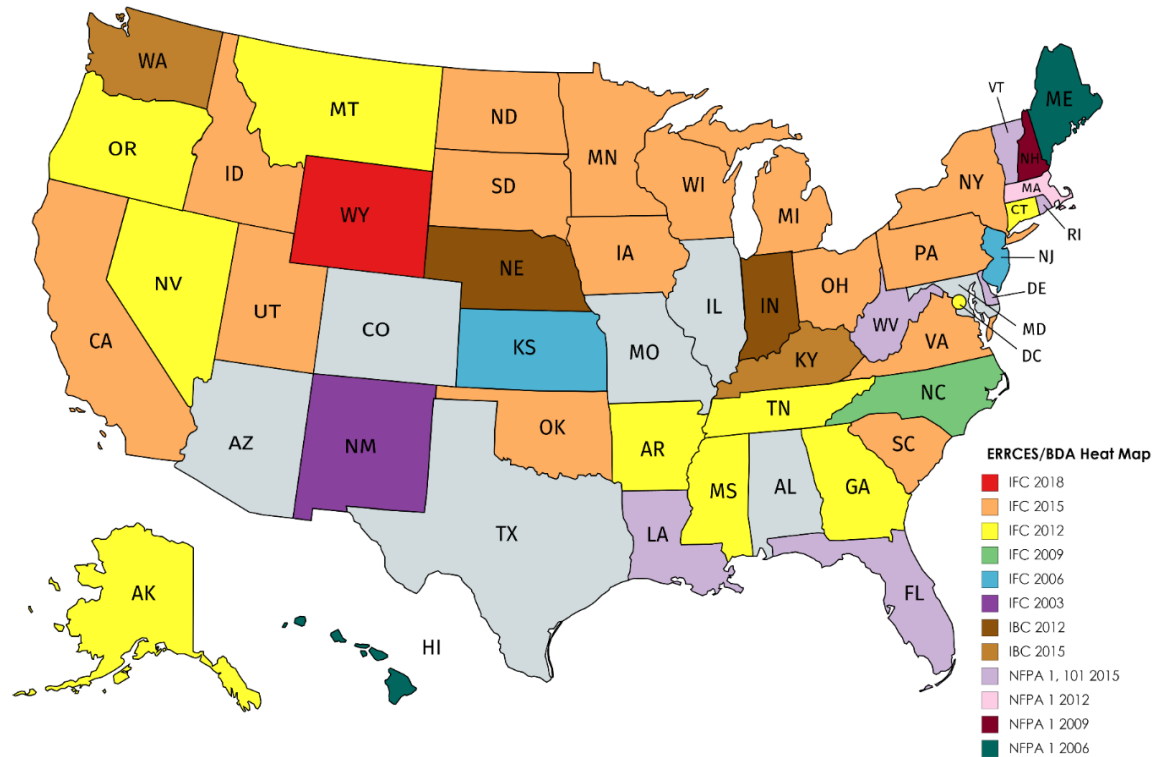 WA
MT
ND
MN
VT
ME
OR
ID
SD
WI
MI
NY
NH
MA
CT
RI
WY
NE
IA
PA
NJ
NV
UT
CO
KS
IL
IN
OH
DE
MD
DC
CA
MO
KY
WV
VA
AZ
NM
OK
AR
TN
NC
TX
LA
MS
AL
GA
SC
FL
AK
HI
ERRCES/BDA Heat Map
IFC 2018
IFC 2015
IFC 2012
IFC 2009
IFC 2006
IFC 2003
IBC 2012
IBC 2015
NFPA 1, 101 2015
NFPA 1 2012
NFPA 1 2009
NFPA 1 2006